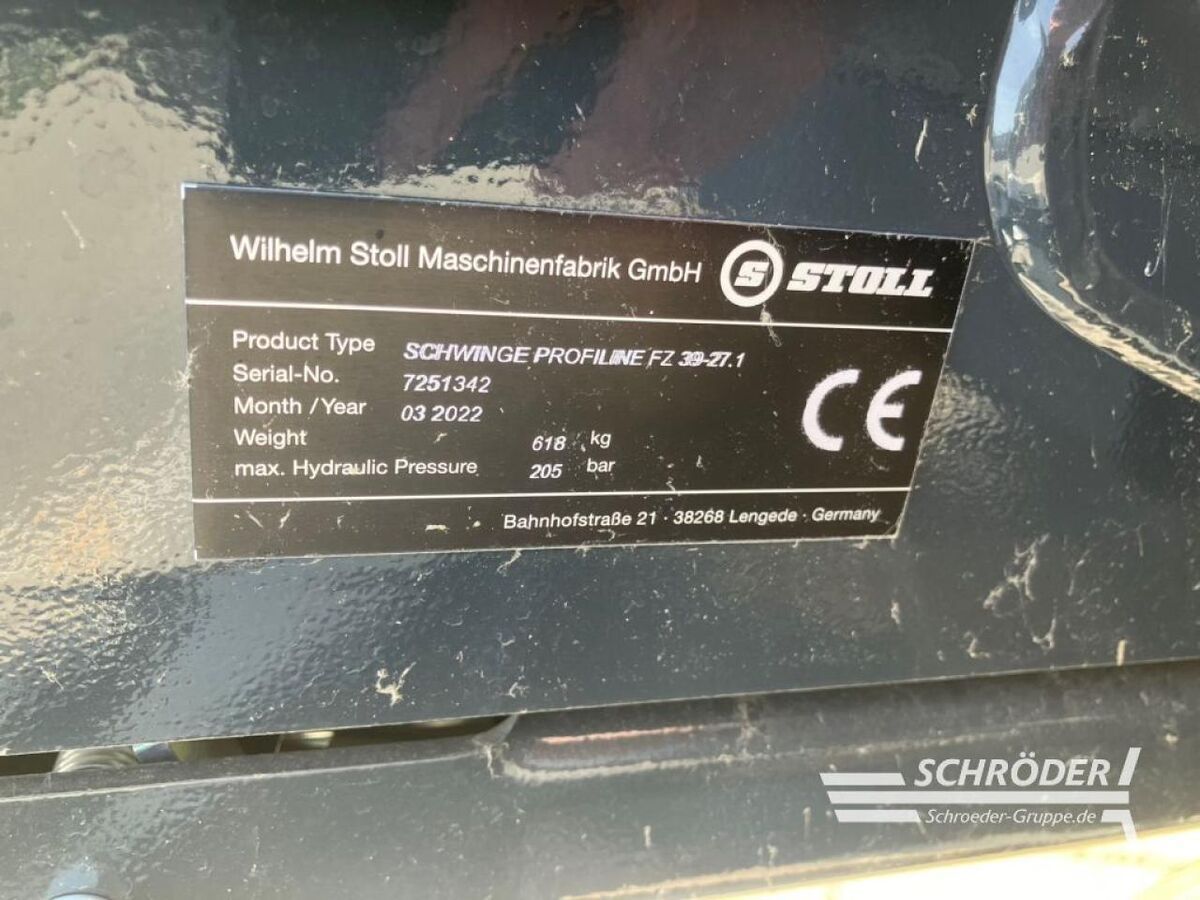 Wilhelm Stoll Maschinenfabrik GmbH S STOLL
Product Type SCHWINGE PROFILINE FZ 39-27.1
Serial-No. 7251342
Month / Year 03 2022
Weight 618 kg
max. Hydraulic Pressure 205 bar
CE
Bahnhofstraße 21 · 38268 Lengede · Germany
SCHRÖDER
Schroeder-Gruppe.de